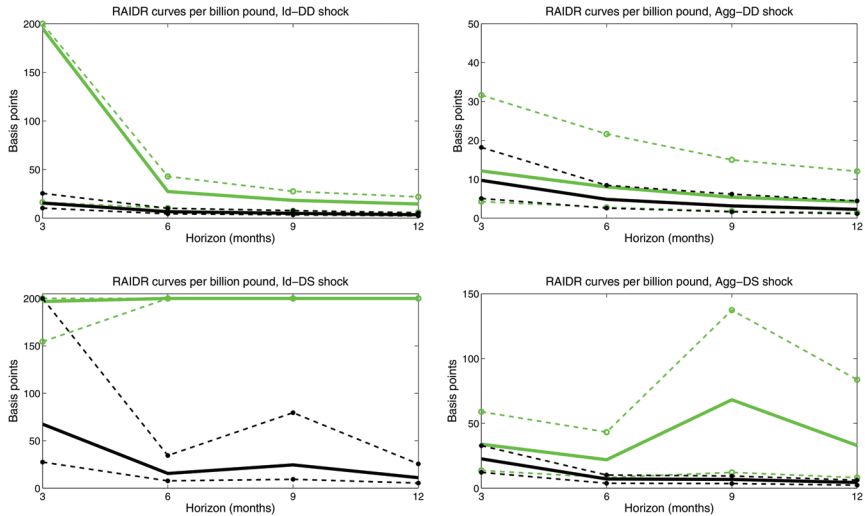 RAIDR curves per billion pound, Id−DD shock
200
150
100
50
0
Basis points
3 6 9 12
Horizon (months)
RAIDR curves per billion pound, Agg−DD shock
50
40
30
20
10
0
Basis points
3 6 9 12
Horizon (months)
RAIDR curves per billion pound, Id−DS shock
200
150
100
50
0
Basis points
3 6 9 12
Horizon (months)
RAIDR curves per billion pound, Agg−DS shock
150
100
50
0
Basis points
3 6 9 12
Horizon (months)